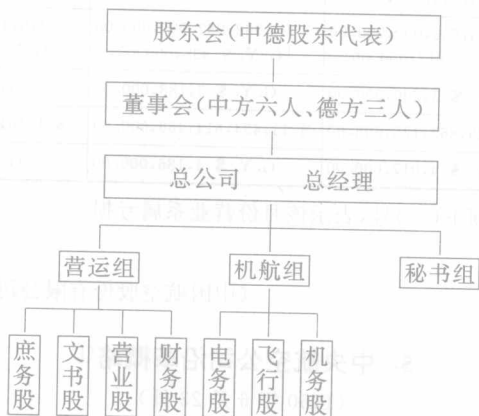 股东会(中德股东代表)
董事会(中方六人、德方三人)
总公司 总经理
营运组 机航组 秘书组
庶务股 文书股 营业股 财务股 电务股 飞行股 机务股